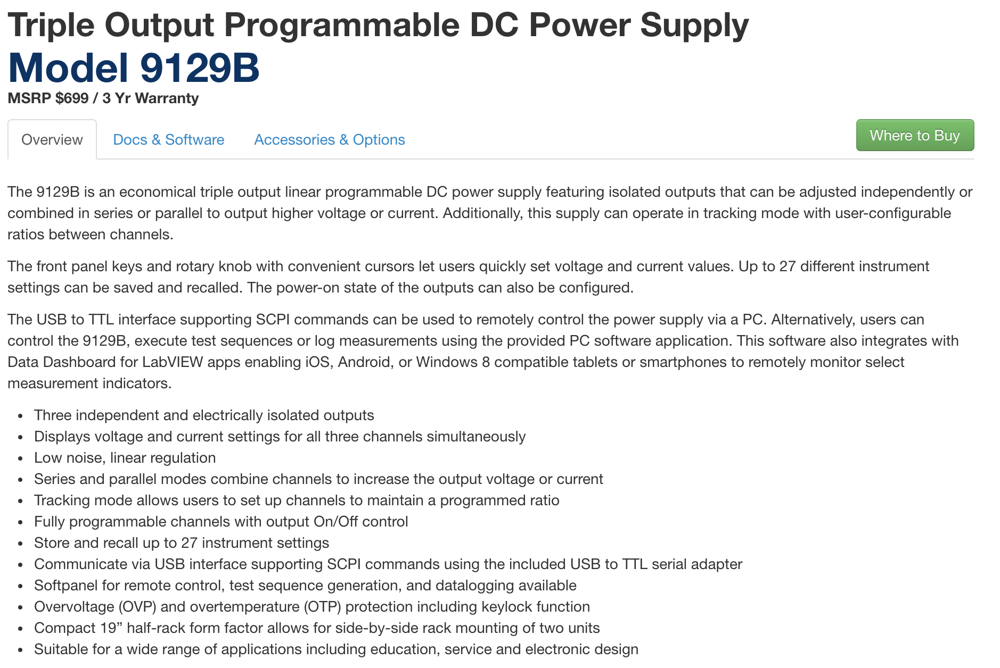 Triple Output Programmable DC Power Supply
Model 9129B
MSRP $699 / 3 Yr Warranty
Overview
Docs & Software
Accessories & Options
Where to Buy
The 9129B is an economical triple output linear programmable DC power supply featuring isolated outputs that can be adjusted independently or
combined in series or parallel to output higher voltage or current. Additionally, this supply can operate in tracking mode with user-configurable
ratios between channels.
The front panel keys and rotary knob with convenient cursors let users quickly set voltage and current values. Up to 27 different instrument
settings can be saved and recalled. The power-on state of the outputs can also be configured.
The USB to TTL interface supporting SCPI commands can be used to remotely control the power supply via a PC. Alternatively, users can
control the 9129B, execute test sequences or log measurements using the provided PC software application. This software also integrates with
Data Dashboard for LabVIEW apps enabling iOS, Android, or Windows 8 compatible tablets or smartphones to remotely monitor select
measurement indicators.
• Three independent and electrically isolated outputs
• Displays voltage and current settings for all three channels simultaneously
• Low noise, linear regulation
• Series and parallel modes combine channels to increase the output voltage or current
• Tracking mode allows users to set up channels to maintain a programmed ratio
• Fully programmable channels with output On/Off control
• Store and recall up to 27 instrument settings
• Communicate via USB interface supporting SCPI commands using the included USB to TTL serial adapter
• Softpanel for remote control, test sequence generation, and datalogging available
• Overvoltage (OVP) and overtemperature (OTP) protection including keylock function
• Compact 19” half-rack form factor allows for side-by-side rack mounting of two units
• Suitable for a wide range of applications including education, service and electronic design